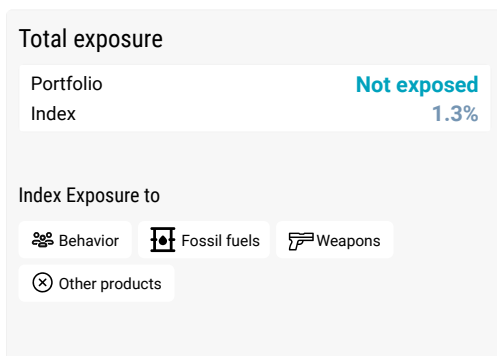 Total exposure
Portfolio Not exposed
Index 1.3%
Index Exposure to
Behavior Fossil fuels Weapons
Other products